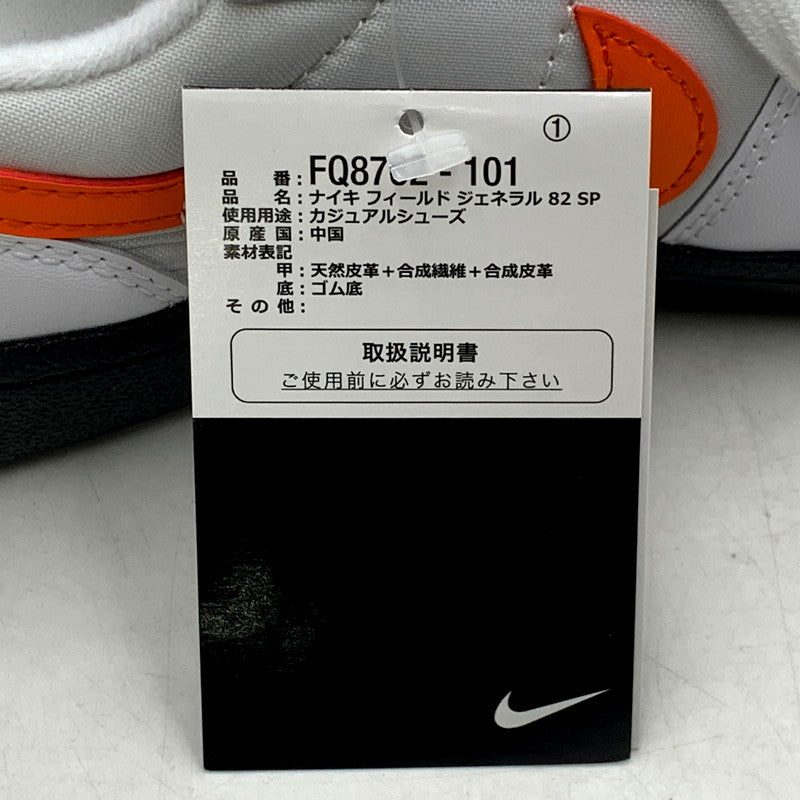 ①
品 番：
- 101
品 名：ナイキ フィールド ジェネラル 82 SP
使用用途：カジュアルシューズ
原 産 国：中国
素材表記
甲：天然皮革＋合成繊維＋合成皮革
底：ゴム底
そ の 他：
取扱説明書
ご使用前に必ずお読み下さい